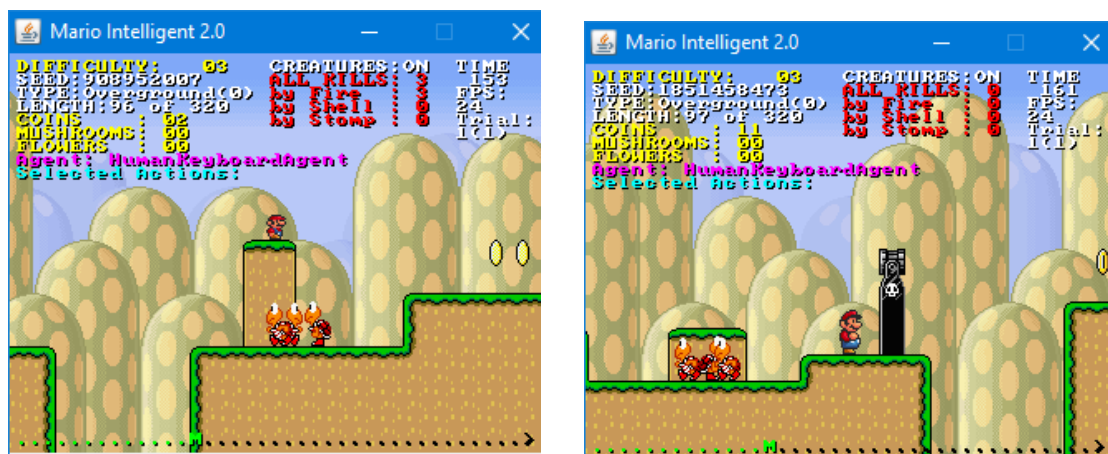 Mario Intelligent 2.0
DIFFICULTY: 03 CREATURES:ON TIME
SEED:908952007 ALL KILLS: 3 153
TYPE:Overground(0) by Fire : 3 FPS:
LENGTH:96 of 320 by Shell : 0 24
COINS : 02 by Stomp : 0 Trial:
MUSHROOMS: 00 1(1)
FLOWERS : 00
Agent: HumanKeyboardAgent
Selected Actions:
M
Mario Intelligent 2.0
DIFFICULTY: 03 CREATURES:ON TIME
SEED:1851458473 ALL KILLS: 0 161
TYPE:Overground(0) by Fire : 0 FPS:
LENGTH:97 of 320 by Shell : 0 24
COINS : 11 by Stomp : 0 Trial:
MUSHROOMS: 00 1(1)
FLOWERS : 00
Agent: HumanKeyboardAgent
Selected Actions:
M